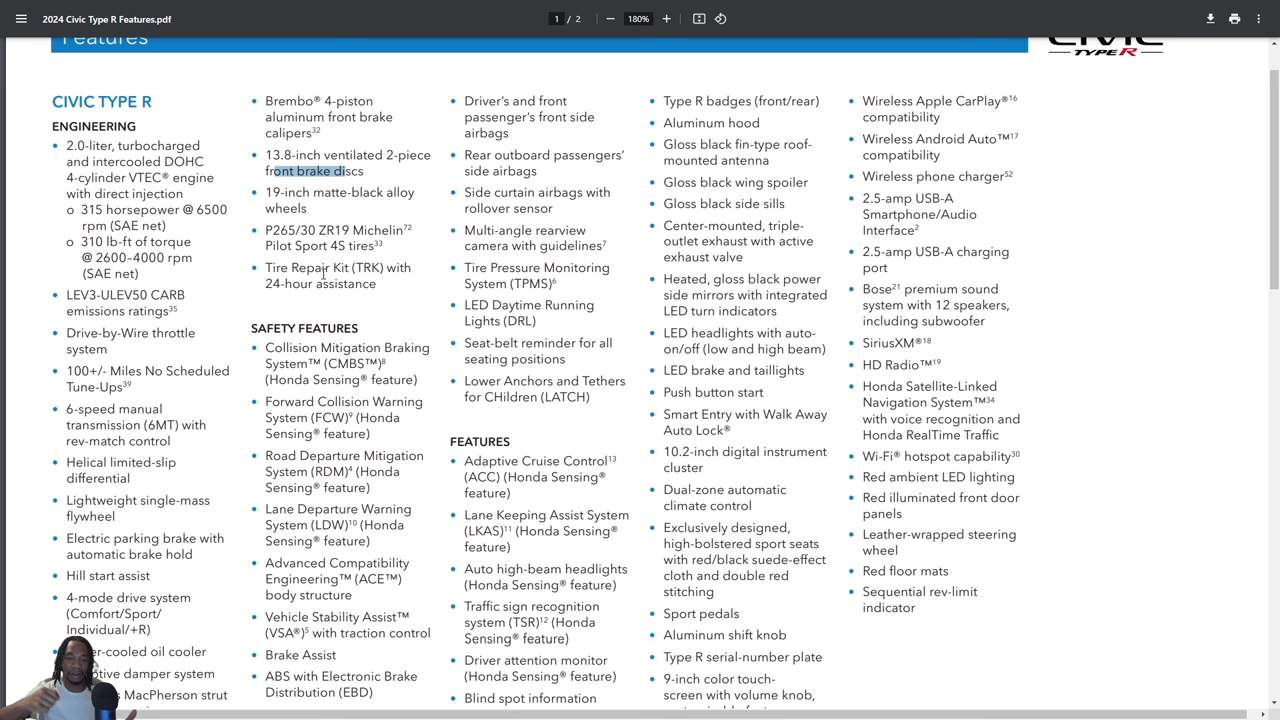 2024 Civic Type R Features.pdf
1 / 2
180%
Features
CIVIC
TYPE R
CIVIC TYPE R
ENGINEERING
• 2.0-liter, turbocharged
and intercooled DOHC
4-cylinder VTEC® engine
with direct injection
o 315 horsepower @ 6500
rpm (SAE net)
o 310 lb-ft of torque
@ 2600–4000 rpm
(SAE net)
• LEV3-ULEV50 CARB
emissions ratings35
• Drive-by-Wire throttle
system
• 100+/- Miles No Scheduled
Tune-Ups39
• 6-speed manual
transmission (6MT) with
rev-match control
• Helical limited-slip
differential
• Lightweight single-mass
flywheel
• Electric parking brake with
automatic brake hold
• Hill start assist
• 4-mode drive system
(Comfort/Sport/
Individual/+R)
er-cooled oil cooler
ptive damper system
MacPherson strut
• Brembo® 4-piston
aluminum front brake
calipers32
• 13.8-inch ventilated 2-piece
front brake discs
• 19-inch matte-black alloy
wheels
• P265/30 ZR19 Michelin72
Pilot Sport 4S tires33
• Tire Repair Kit (TRK) with
24-hour assistance
SAFETY FEATURES
• Collision Mitigation Braking
System™ (CMBS™)8
(Honda Sensing® feature)
• Forward Collision Warning
System (FCW)9 (Honda
Sensing® feature)
• Road Departure Mitigation
System (RDM)4 (Honda
Sensing® feature)
• Lane Departure Warning
System (LDW)10 (Honda
Sensing® feature)
• Advanced Compatibility
Engineering™ (ACE™)
body structure
• Vehicle Stability Assist™
(VSA®)5 with traction control
• Brake Assist
• ABS with Electronic Brake
Distribution (EBD)
• Driver's and front
passenger's front side
airbags
• Rear outboard passengers'
side airbags
• Side curtain airbags with
rollover sensor
• Multi-angle rearview
camera with guidelines7
• Tire Pressure Monitoring
System (TPMS)6
• LED Daytime Running
Lights (DRL)
• Seat-belt reminder for all
seating positions
• Lower Anchors and Tethers
for CHildren (LATCH)
FEATURES
• Adaptive Cruise Control13
(ACC) (Honda Sensing®
feature)
• Lane Keeping Assist System
(LKAS)11 (Honda Sensing®
feature)
• Auto high-beam headlights
(Honda Sensing® feature)
• Traffic sign recognition
system (TSR)12 (Honda
Sensing® feature)
• Driver attention monitor
(Honda Sensing® feature)
• Blind spot information
• Type R badges (front/rear)
• Aluminum hood
• Gloss black fin-type roof-
mounted antenna
• Gloss black wing spoiler
• Gloss black side sills
• Center-mounted, triple-
outlet exhaust with active
exhaust valve
• Heated, gloss black power
side mirrors with integrated
LED turn indicators
• LED headlights with auto-
on/off (low and high beam)
• LED brake and taillights
• Push button start
• Smart Entry with Walk Away
Auto Lock®
• 10.2-inch digital instrument
cluster
• Dual-zone automatic
climate control
• Exclusively designed,
high-bolstered sport seats
with red/black suede-effect
cloth and double red
stitching
• Sport pedals
• Aluminum shift knob
• Type R serial-number plate
• 9-inch color touch-
screen with volume knob,
• Wireless Apple CarPlay®16
compatibility
• Wireless Android Auto™17
compatibility
• Wireless phone charger52
• 2.5-amp USB-A
Smartphone/Audio
Interface2
• 2.5-amp USB-A charging
port
• Bose21 premium sound
system with 12 speakers,
including subwoofer
• SiriusXM®18
• HD Radio™19
• Honda Satellite-Linked
Navigation System™34
with voice recognition and
Honda RealTime Traffic
• Wi-Fi® hotspot capability30
• Red ambient LED lighting
• Red illuminated front door
panels
• Leather-wrapped steering
wheel
• Red floor mats
• Sequential rev-limit
indicator